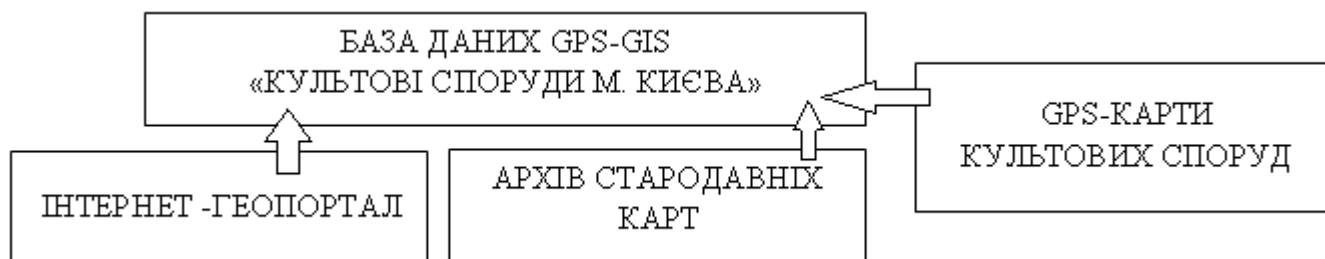 БАЗА ДАНИХ GPS-GIS
«КУЛЬТОВІ СПОРУДИ М. КИЄВА»
GPS-КАРТИ
КУЛЬТОВИХ СПОРУД
ІНТЕРНЕТ -ГЕОПОРТАЛ
АРХІВ СТАРОДАВНІХ
КАРТ